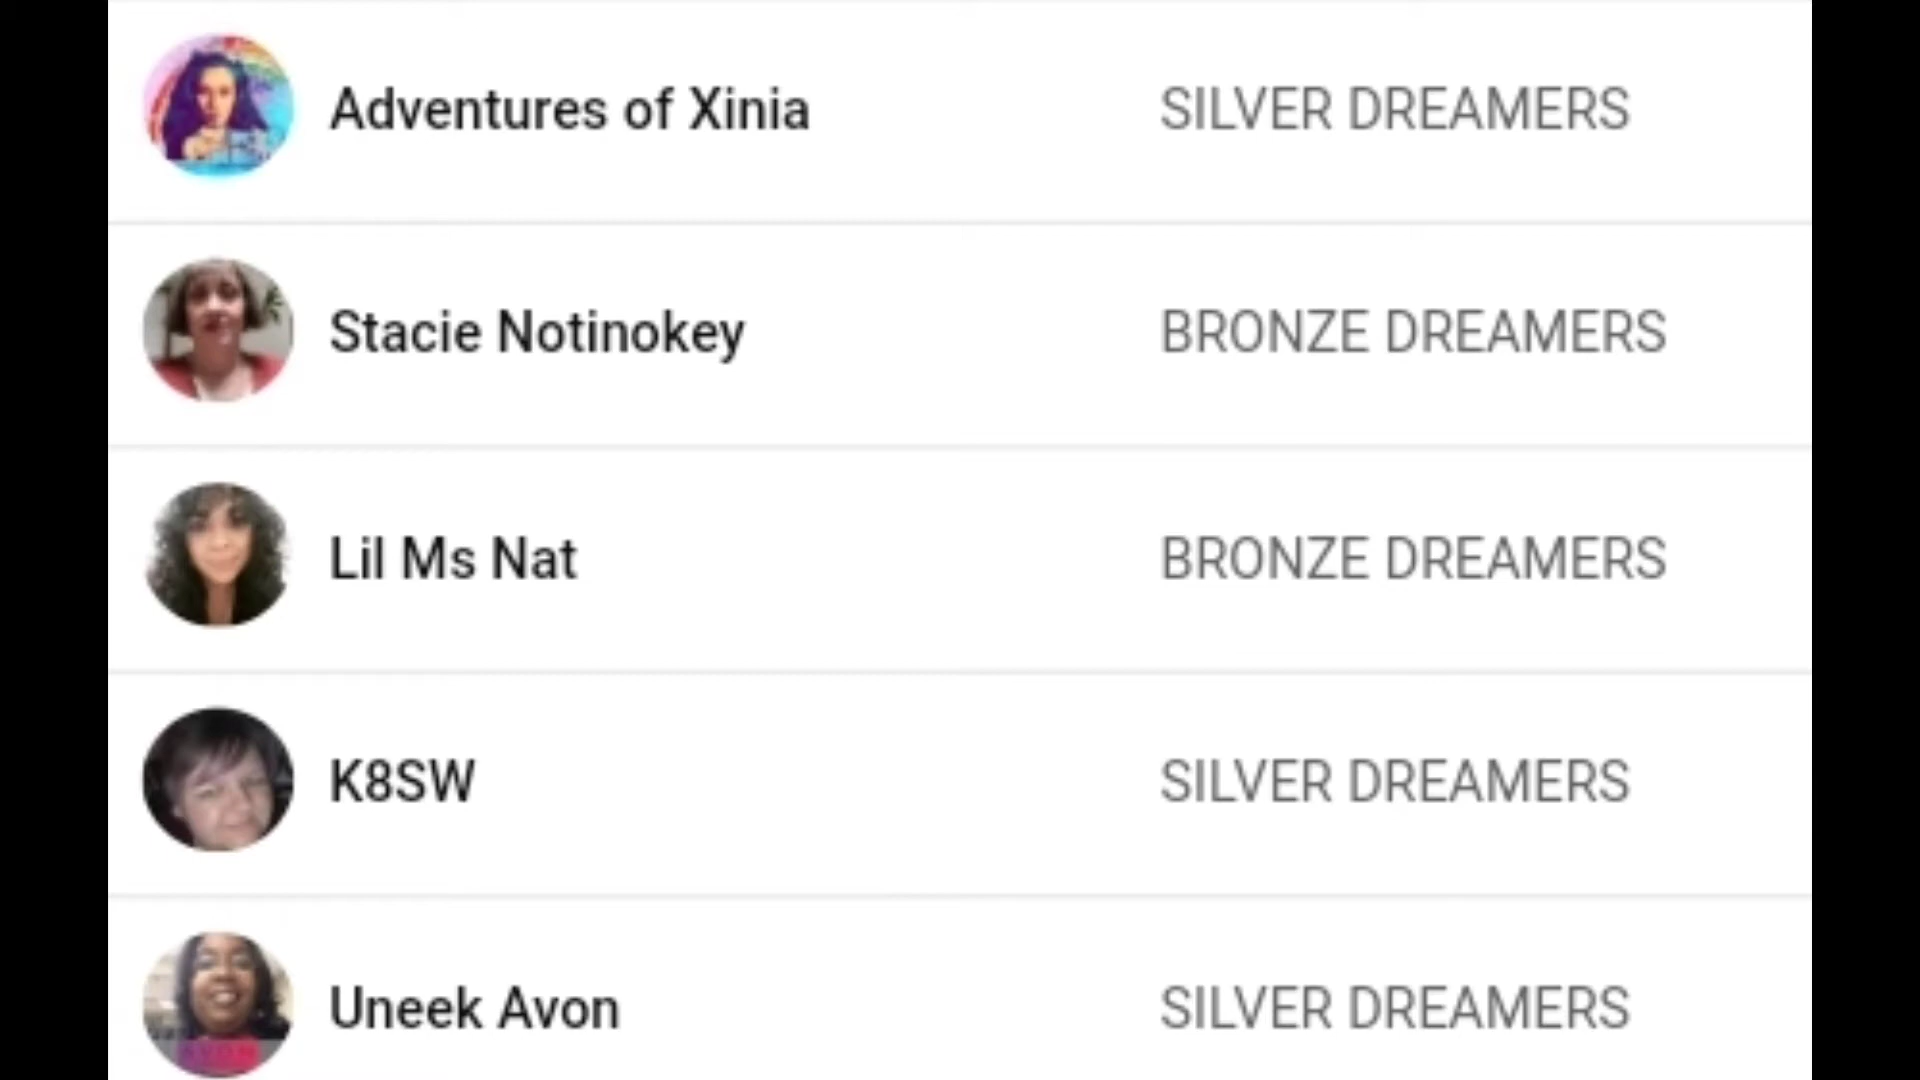 Adventures of Xinia SILVER DREAMERS
Stacie Notinokey BRONZE DREAMERS
Lil Ms Nat BRONZE DREAMERS
K8SW SILVER DREAMERS
Uneek Avon SILVER DREAMERS